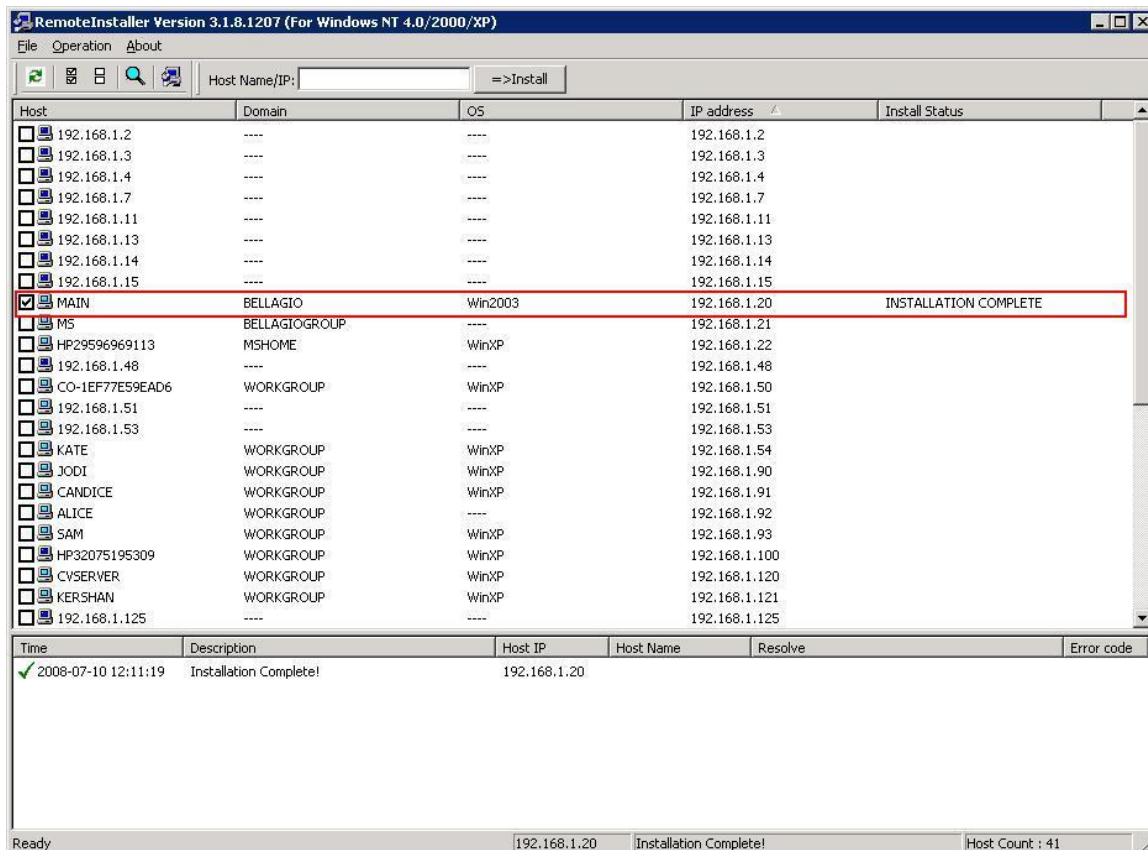 RemoteInstaller Version 3.1.8.1207 (For Windows NT 4.0/2000/XP)
File Operation About
Host Name/IP: =>Install
Host Domain OS IP address Install Status
192.168.1.2 ---- ---- 192.168.1.2
192.168.1.3 ---- ---- 192.168.1.3
192.168.1.4 ---- ---- 192.168.1.4
192.168.1.7 ---- ---- 192.168.1.7
192.168.1.11 ---- ---- 192.168.1.11
192.168.1.13 ---- ---- 192.168.1.13
192.168.1.14 ---- ---- 192.168.1.14
192.168.1.15 ---- ---- 192.168.1.15
MAIN BELLAGIO Win2003 192.168.1.20 INSTALLATION COMPLETE
MS BELLAGIOGROUP ---- 192.168.1.21
HP29596969113 MSHOME WinXP 192.168.1.22
192.168.1.48 ---- ---- 192.168.1.48
CO-1EF77E59EAD6 WORKGROUP WinXP 192.168.1.50
192.168.1.51 ---- ---- 192.168.1.51
192.168.1.53 ---- ---- 192.168.1.53
KATE WORKGROUP WinXP 192.168.1.54
JODI WORKGROUP WinXP 192.168.1.90
CANDICE WORKGROUP WinXP 192.168.1.91
ALICE WORKGROUP ---- 192.168.1.92
SAM WORKGROUP WinXP 192.168.1.93
HP32075195309 WORKGROUP WinXP 192.168.1.100
CVSERVER WORKGROUP WinXP 192.168.1.120
KERSHAN WORKGROUP WinXP 192.168.1.121
192.168.1.125 ---- ---- 192.168.1.125
Time Description Host IP Host Name Resolve Error code
2008-07-10 12:11:19 Installation Complete! 192.168.1.20
Ready 192.168.1.20 Installation Complete! Host Count : 41